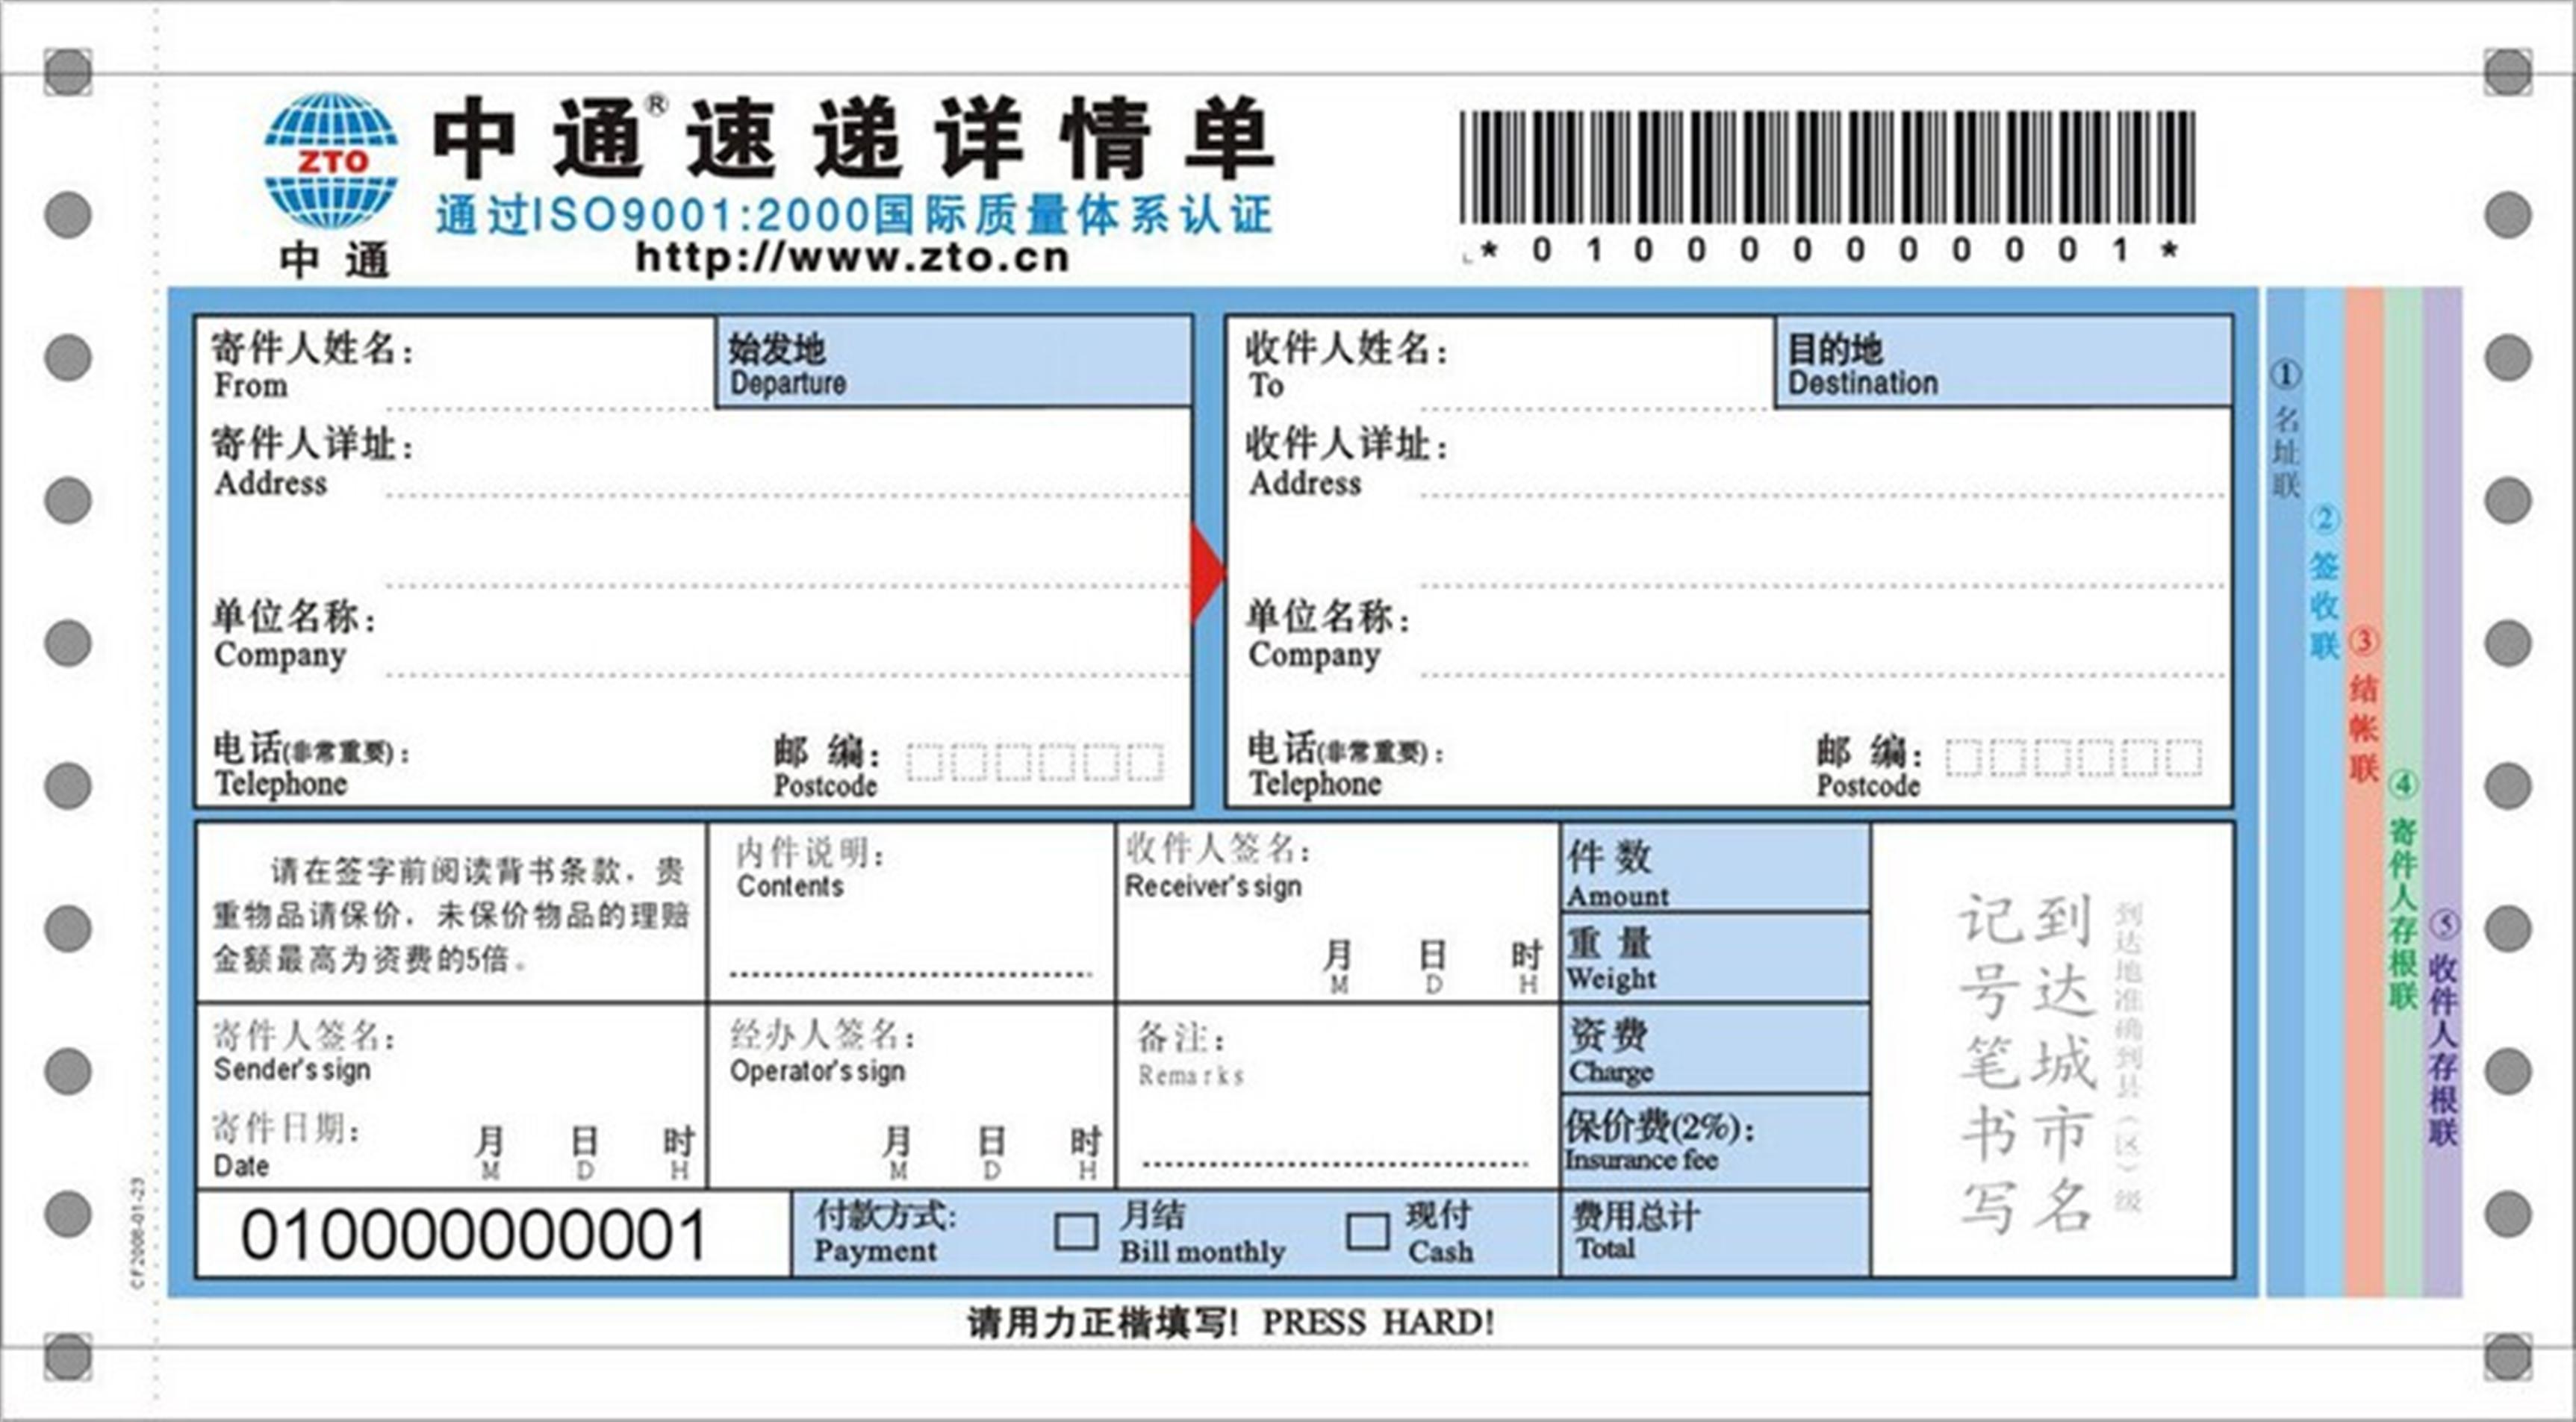 ZTO
中通
中通®速递详情单
通过ISO9001:2000国际质量体系认证
http://www.zto.cn
*010000000001*
寄件人姓名：
From
始发地
Departure
寄件人详址：
Address
单位名称：
Company
电话(非常重要)：
Telephone
邮 编：
Postcode
收件人姓名：
To
目的地
Destination
收件人详址：
Address
单位名称：
Company
电话(非常重要)：
Telephone
邮 编：
Postcode
请在签字前阅读背书条款，贵
重物品请保价，未保价物品的理赔
金额最高为资费的5倍。
内件说明：
Contents
收件人签名：
Receiver's sign
月 日 时
M D H
件 数
Amount
重 量
Weight
寄件人签名：
Sender's sign
寄件日期：
Date
月 日 时
M D H
经办人签名：
Operator's sign
月 日 时
M D H
备注：
Remarks
资 费
Charge
保价费(2%)：
Insurance fee
010000000001
付款方式：
Payment
月结
Bill monthly
现付
Cash
费用总计
Total
到达地准确到县（区）级
到达城市名
记号笔书写
①名址联
②签收联
③结帐联
④寄件人存根联
⑤收件人存根联
CF2008-01-23
请用力正楷填写! PRESS HARD!